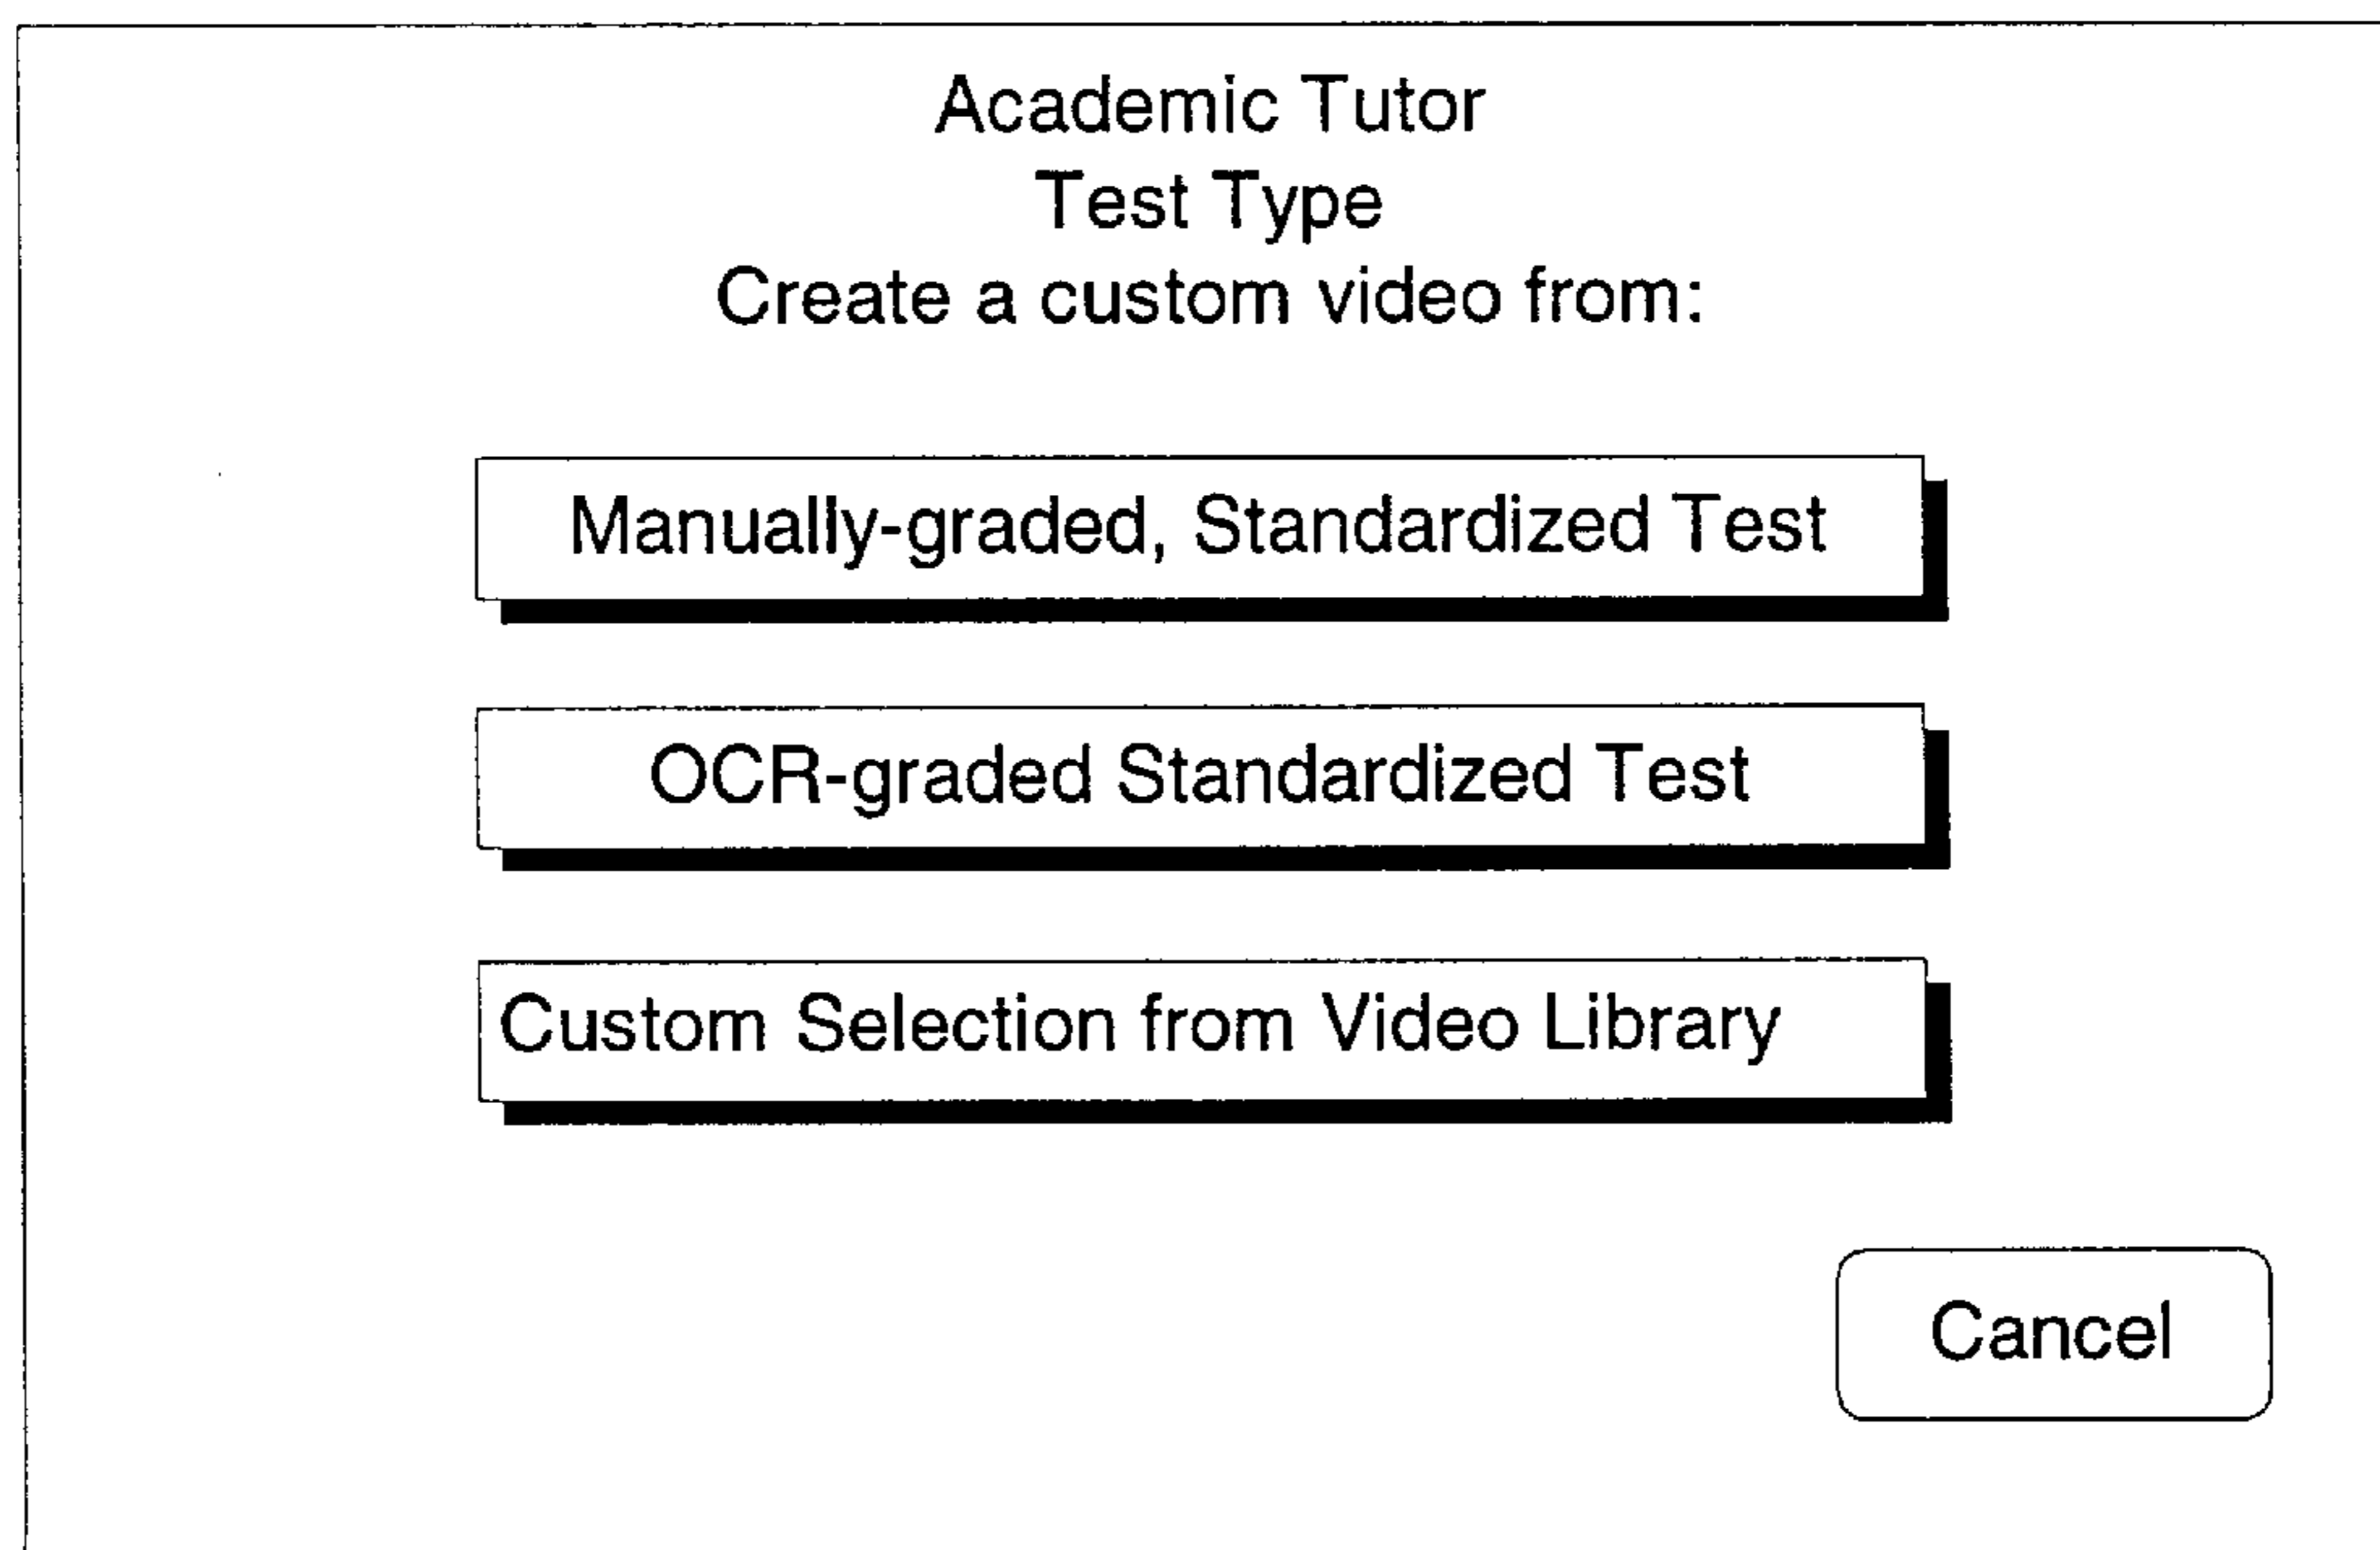 Academic Tutor
Test Type
Create a custom video from:
Manually-graded, Standardized Test
OCR-graded Standardized Test
Custom Selection from Video Library
Cancel